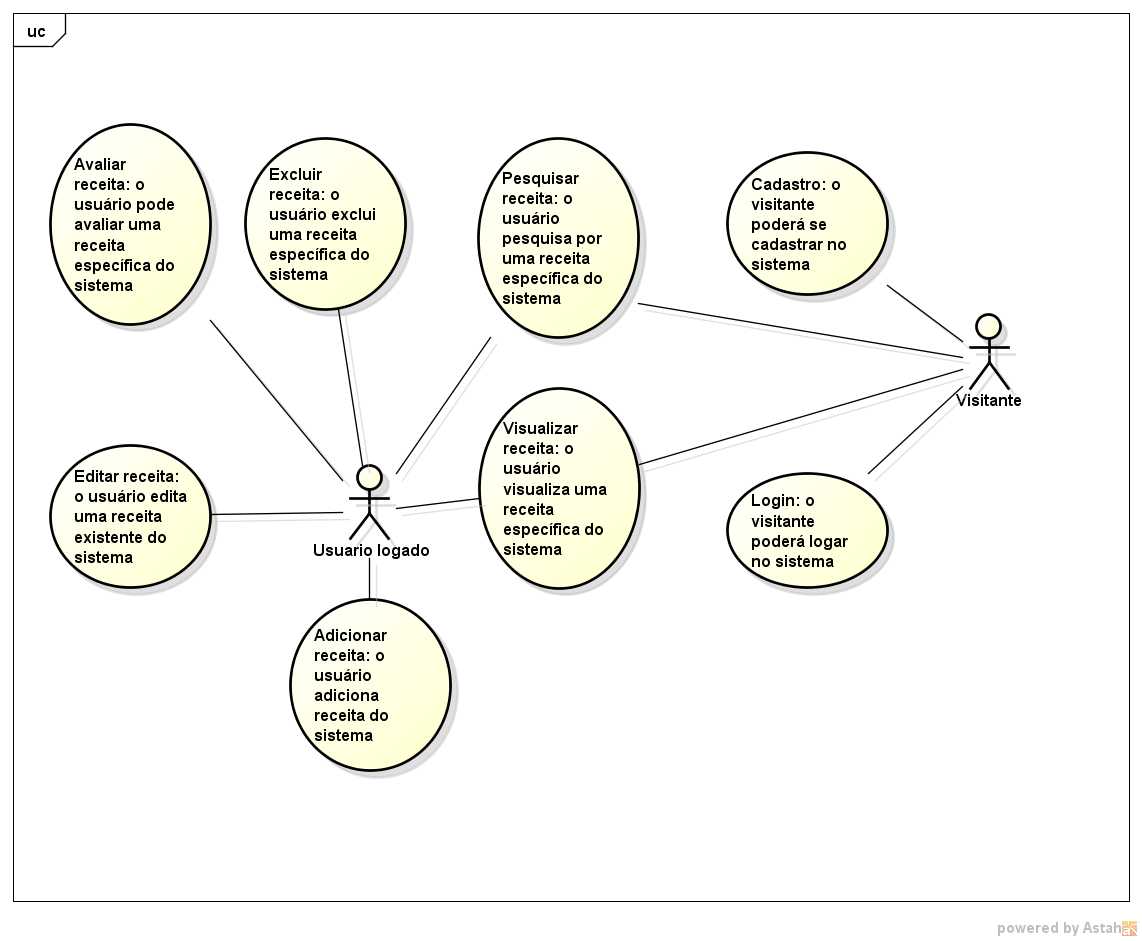 uc
Avaliar
receita: o
usuário pode
avaliar uma
receita
específica do
sistema
Excluir
receita: o
usuário exclui
uma receita
específica do
sistema
Pesquisar
receita: o
usuário
pesquisa por
uma receita
específica do
sistema
Cadastro: o
visitante
poderá se
cadastrar no
sistema
Visitante
Editar receita:
o usuário edita
uma receita
existente do
sistema
Usuario logado
Visualizar
receita: o
usuário
visualiza uma
receita
específica do
sistema
Login: o
visitante
poderá logar
no sistema
Adicionar
receita: o
usuário
adiciona
receita do
sistema
powered by Astah